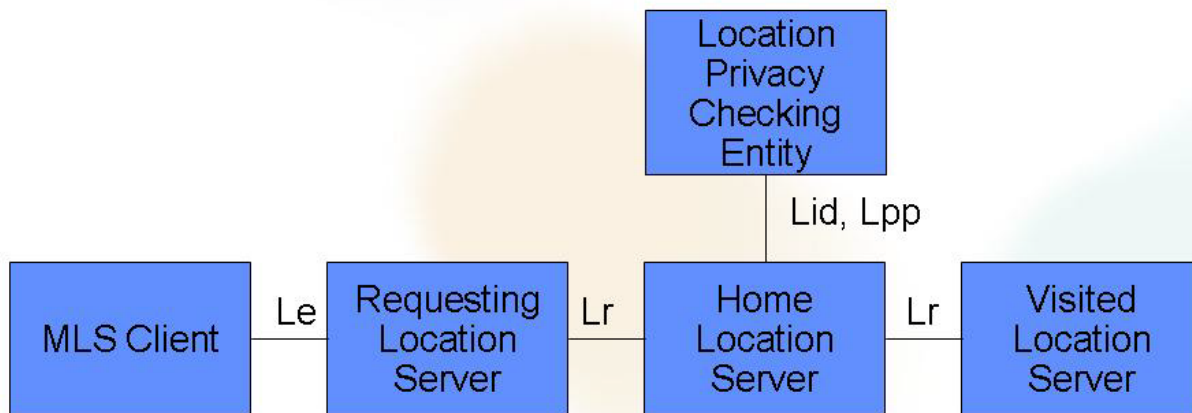 Location
Privacy
Checking
Entity
Lid, Lpp
MLS Client
Le
Requesting
Location
Server
Lr
Home
Location
Server
Lr
Visited
Location
Server